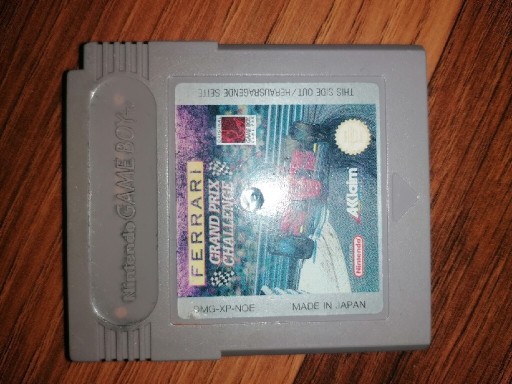 Nintendo GAME BOY
THIS SIDE OUT/HERAUSRAGENDE SEITE
FERRARI
GRAND PRIX
CHALLENGE
AKlaim
Nintendo
DMG-XP-NOE MADE IN JAPAN